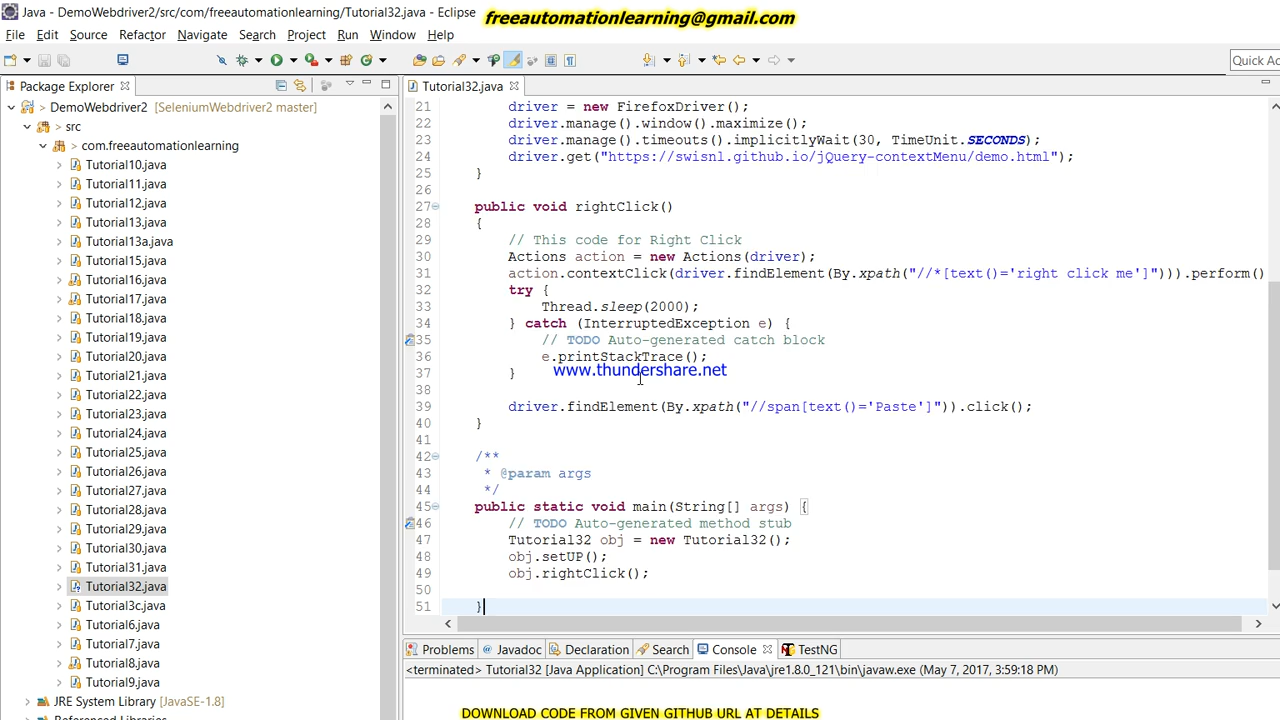 Java - DemoWebdriver2/src/com/freeautomationlearning/Tutorial32.java - Eclipse
freeautomationlearning@gmail.com
File Edit Source Refactor Navigate Search Project Run Window Help
Quick Ac
Package Explorer
DemoWebdriver2 [SeleniumWebdriver2 master]
src
com.freeautomationlearning
Tutorial10.java
Tutorial11.java
Tutorial12.java
Tutorial13.java
Tutorial13a.java
Tutorial15.java
Tutorial16.java
Tutorial17.java
Tutorial18.java
Tutorial19.java
Tutorial20.java
Tutorial21.java
Tutorial22.java
Tutorial23.java
Tutorial24.java
Tutorial25.java
Tutorial26.java
Tutorial27.java
Tutorial28.java
Tutorial29.java
Tutorial30.java
Tutorial31.java
Tutorial32.java
Tutorial3c.java
Tutorial6.java
Tutorial7.java
Tutorial8.java
Tutorial9.java
JRE System Library [JavaSE-1.8]
Referenced Libraries
Tutorial32.java
21 driver = new FirefoxDriver();
22 driver.manage().window().maximize();
23 driver.manage().timeouts().implicitlyWait(30, TimeUnit.SECONDS);
24 driver.get("https://swisnl.github.io/jQuery-contextMenu/demo.html");
25 }
26
27 public void rightClick()
28 {
29 // This code for Right Click
30 Actions action = new Actions(driver);
31 action.contextClick(driver.findElement(By.xpath("//*[text()='right click me']"))).perform()
32 try {
33 Thread.sleep(2000);
34 } catch (InterruptedException e) {
35 // TODO Auto-generated catch block
36 e.printStackTrace();
37 }
www.thundershare.net
38
39 driver.findElement(By.xpath("//span[text()='Paste']")).click();
40 }
41
42 /**
43 * @param args
44 */
45 public static void main(String[] args) {
46 // TODO Auto-generated method stub
47 Tutorial32 obj = new Tutorial32();
48 obj.setUP();
49 obj.rightClick();
50
51 }
Problems Javadoc Declaration Search Console TestNG
<terminated> Tutorial32 [Java Application] C:\Program Files\Java\jre1.8.0_121\bin\javaw.exe (May 7, 2017, 3:59:18 PM)
DOWNLOAD CODE FROM GIVEN GITHUB URL AT DETAILS